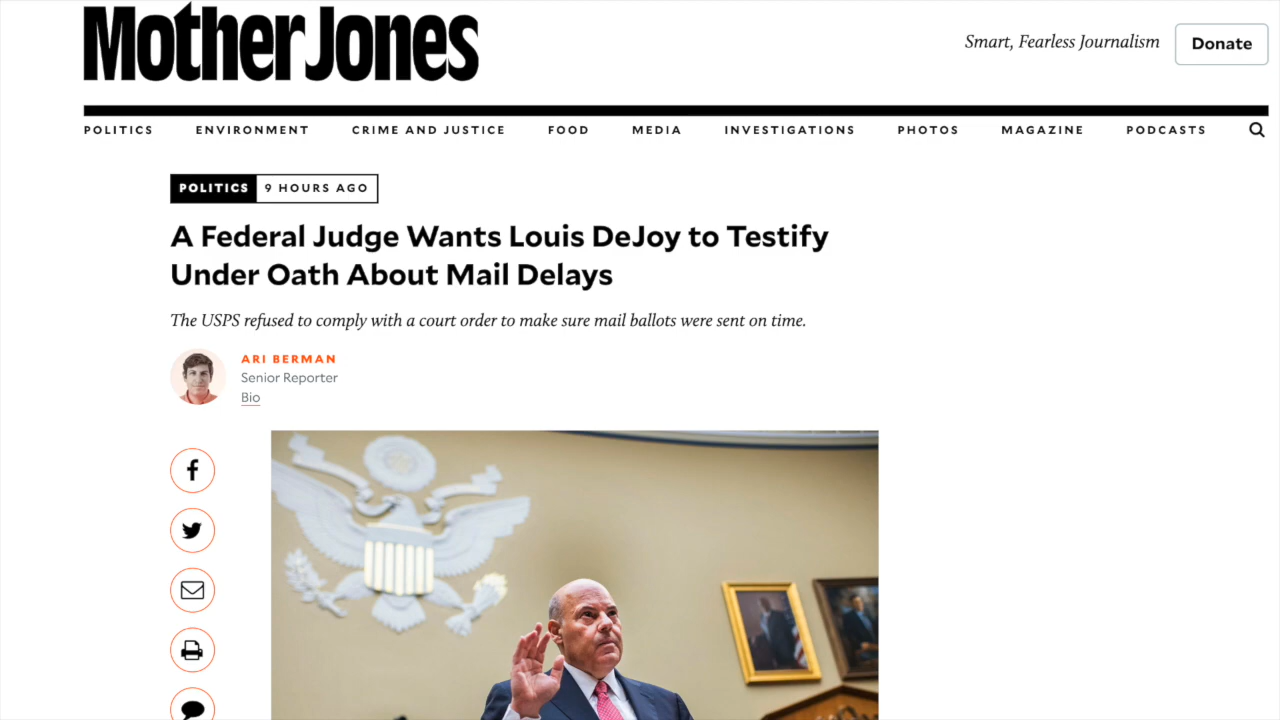 Mother Jones
Smart, Fearless Journalism
Donate
POLITICS ENVIRONMENT CRIME AND JUSTICE FOOD MEDIA INVESTIGATIONS PHOTOS MAGAZINE PODCASTS
POLITICS 9 HOURS AGO
A Federal Judge Wants Louis DeJoy to Testify
Under Oath About Mail Delays
The USPS refused to comply with a court order to make sure mail ballots were sent on time.
ARI BERMAN
Senior Reporter
Bio